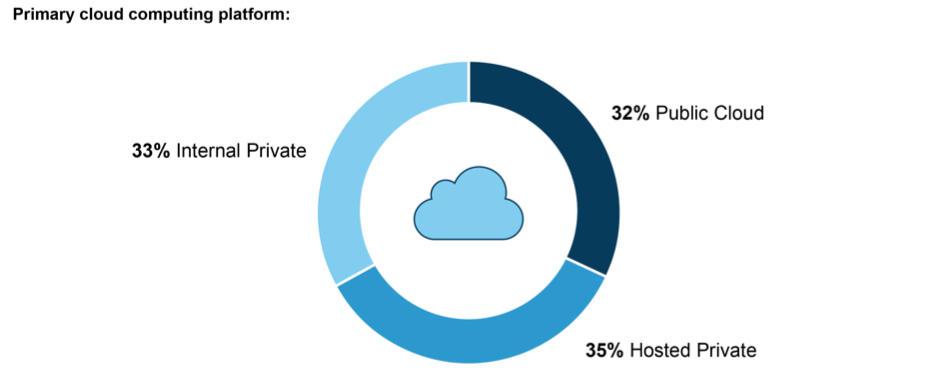 Primary cloud computing platform:
32% Public Cloud
33% Internal Private
35% Hosted Private